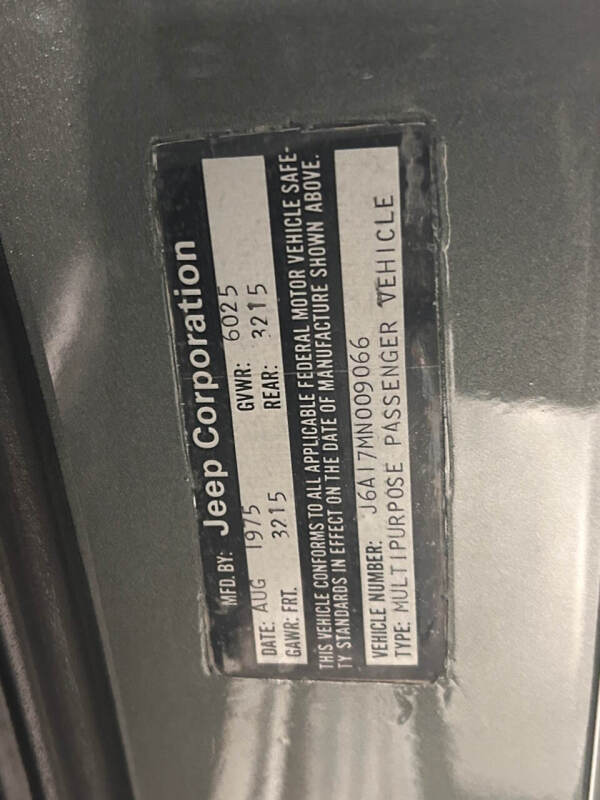 MFD. BY: Jeep Corporation
DATE: AUG 1975 GVWR: 6025
GAWR: FRT. 3215 REAR: 3215
THIS VEHICLE CONFORMS TO ALL APPLICABLE FEDERAL MOTOR VEHICLE SAFE-
TY STANDARDS IN EFFECT ON THE DATE OF MANUFACTURE SHOWN ABOVE.
VEHICLE NUMBER: J6A17MN009066
TYPE: MULTIPURPOSE PASSENGER VEHICLE